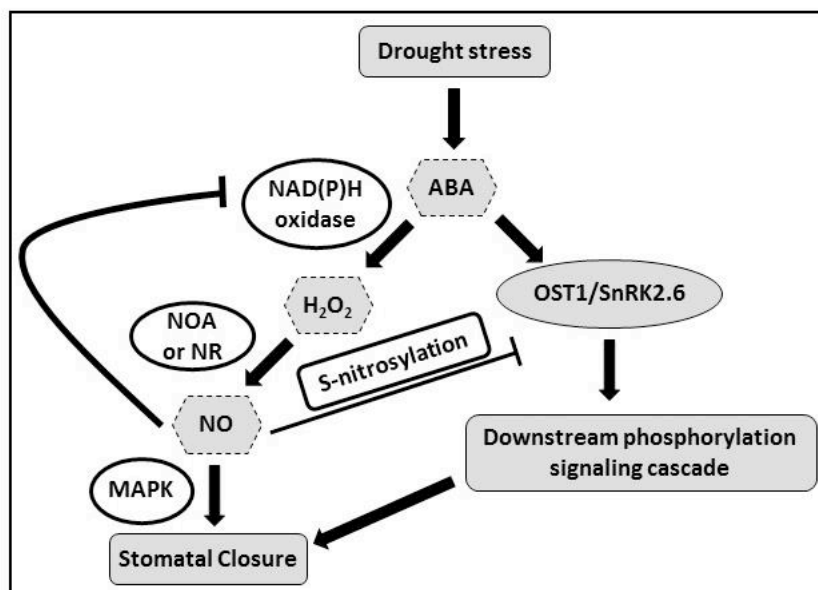 Drought stress
NAD(P)H
oxidase
ABA
H₂O₂
OST1/SnRK2.6
NOA
or NR
S-nitrosylation
NO
Downstream phosphorylation
signaling cascade
MAPK
Stomatal Closure